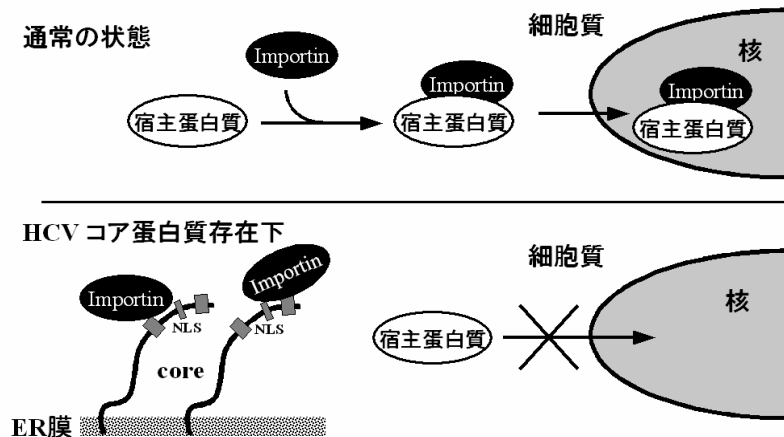 通常の状態
細胞質
核
Importin
Importin
Importin
宿主蛋白質
宿主蛋白質
宿主蛋白質
HCV コア蛋白質存在下
細胞質
核
Importin
Importin
NLS
NLS
宿主蛋白質
core
ER膜